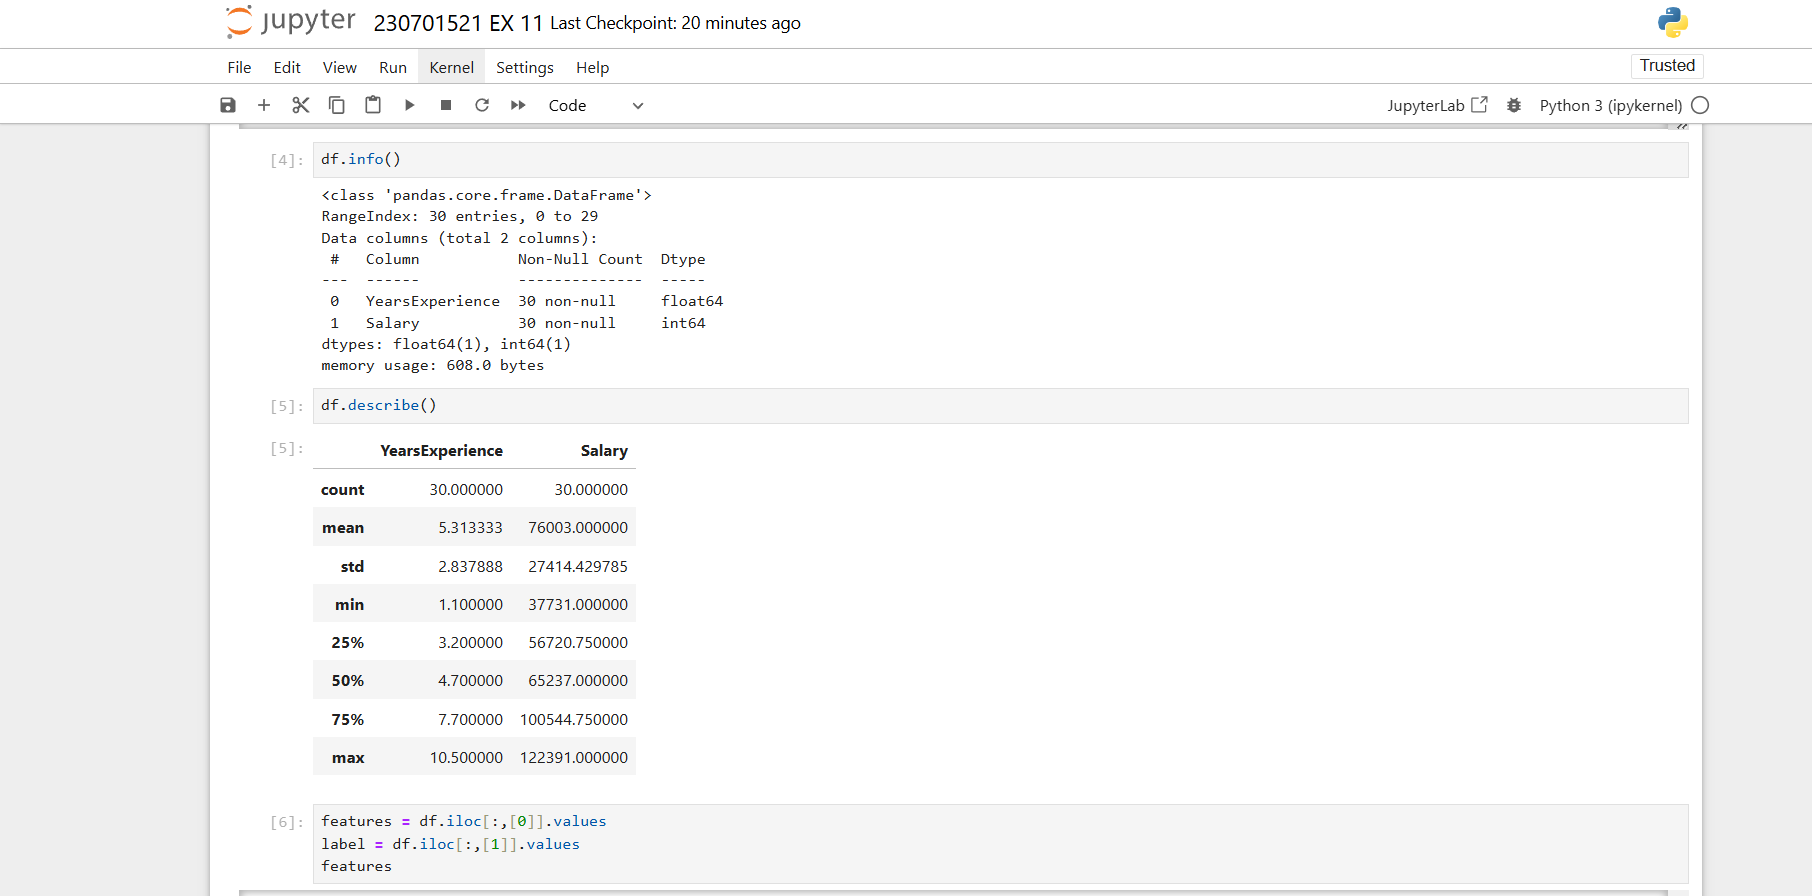 jupyter 230701521 EX 11 Last Checkpoint: 20 minutes ago
File Edit View Run Kernel Settings Help Trusted
Code JupyterLab Python 3 (ipykernel)
[4]: df.info()
<class 'pandas.core.frame.DataFrame'>
RangeIndex: 30 entries, 0 to 29
Data columns (total 2 columns):
 #   Column           Non-Null Count  Dtype
---  ------           --------------  -----
 0   YearsExperience  30 non-null     float64
 1   Salary           30 non-null     int64
dtypes: float64(1), int64(1)
memory usage: 608.0 bytes
[5]: df.describe()
[5]: YearsExperience Salary
count 30.000000 30.000000
mean 5.313333 76003.000000
std 2.837888 27414.429785
min 1.100000 37731.000000
25% 3.200000 56720.750000
50% 4.700000 65237.000000
75% 7.700000 100544.750000
max 10.500000 122391.000000
[6]: features = df.iloc[:,[0]].values
label = df.iloc[:,[1]].values
features